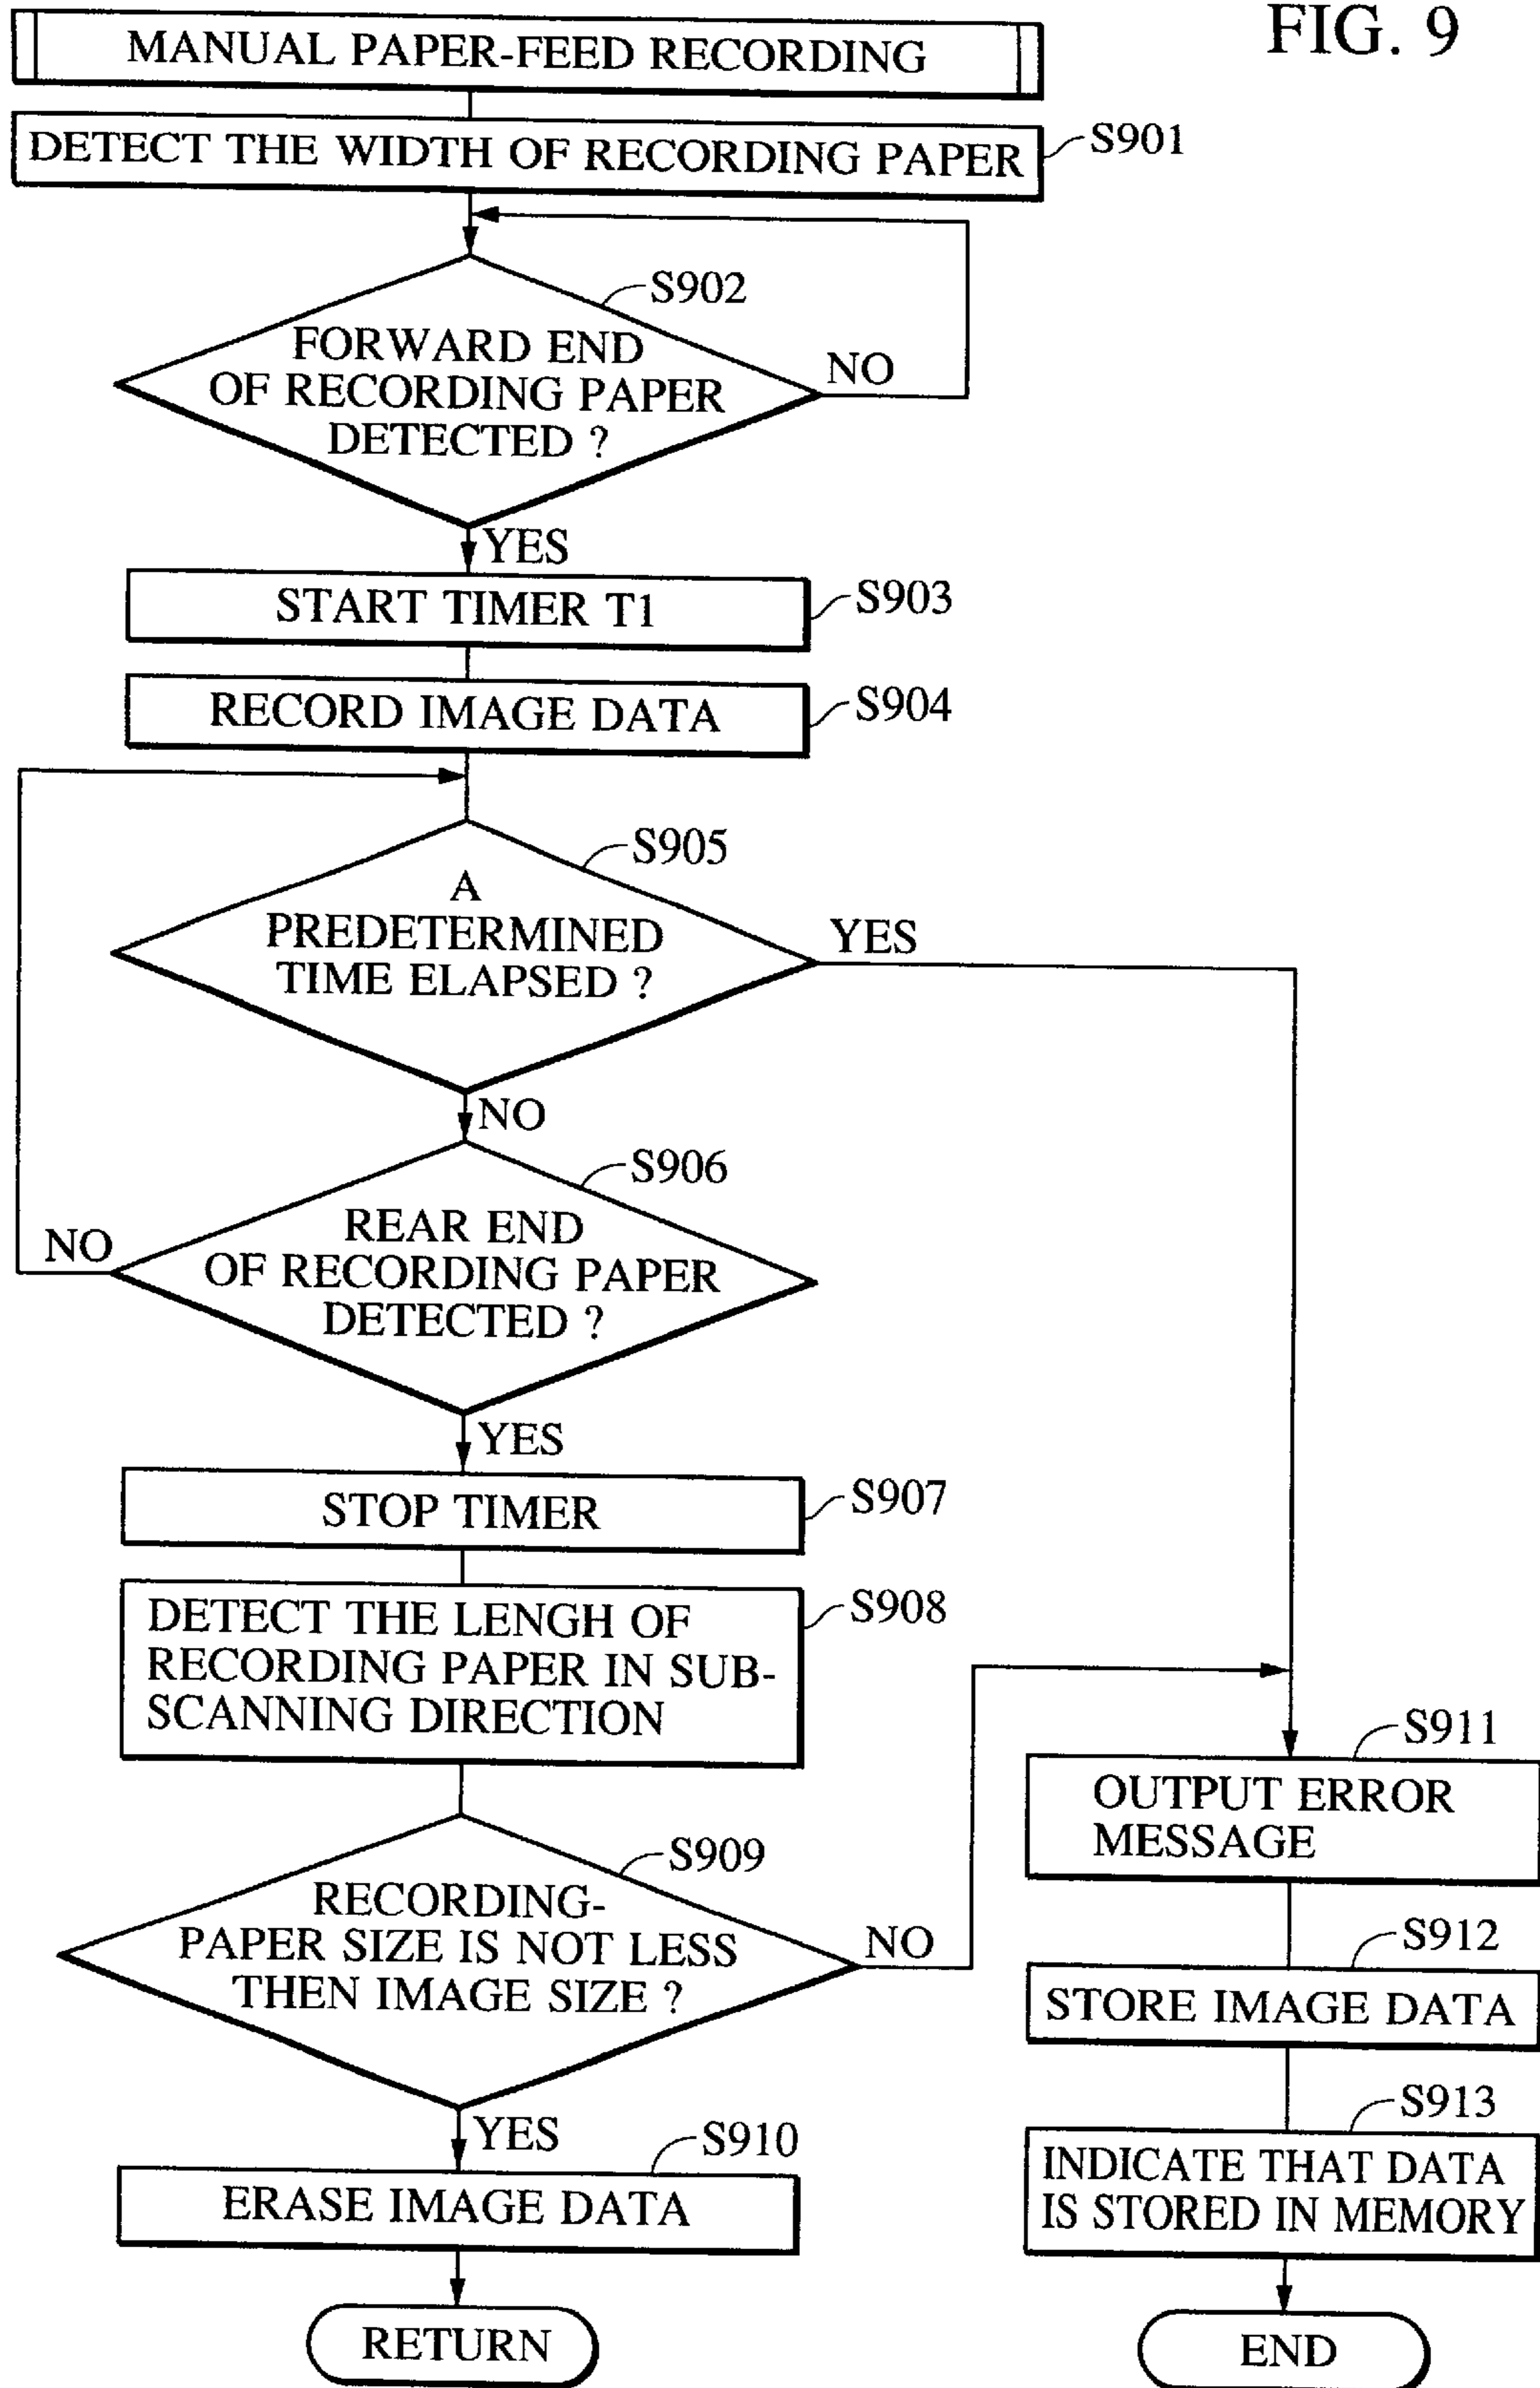 FIG. 9
MANUAL PAPER-FEED RECORDING
DETECT THE WIDTH OF RECORDING PAPER
S901
S902
FORWARD END
OF RECORDING PAPER
DETECTED ?
NO
YES
START TIMER T1
S903
RECORD IMAGE DATA
S904
S905
A
PREDETERMINED
TIME ELAPSED ?
YES
NO
S906
REAR END
OF RECORDING PAPER
DETECTED ?
NO
YES
STOP TIMER
S907
DETECT THE LENGH OF
RECORDING PAPER IN SUB-
SCANNING DIRECTION
S908
S909
RECORDING-
PAPER SIZE IS NOT LESS
THEN IMAGE SIZE ?
NO
YES
S910
ERASE IMAGE DATA
RETURN
S911
OUTPUT ERROR
MESSAGE
S912
STORE IMAGE DATA
S913
INDICATE THAT DATA
IS STORED IN MEMORY
END